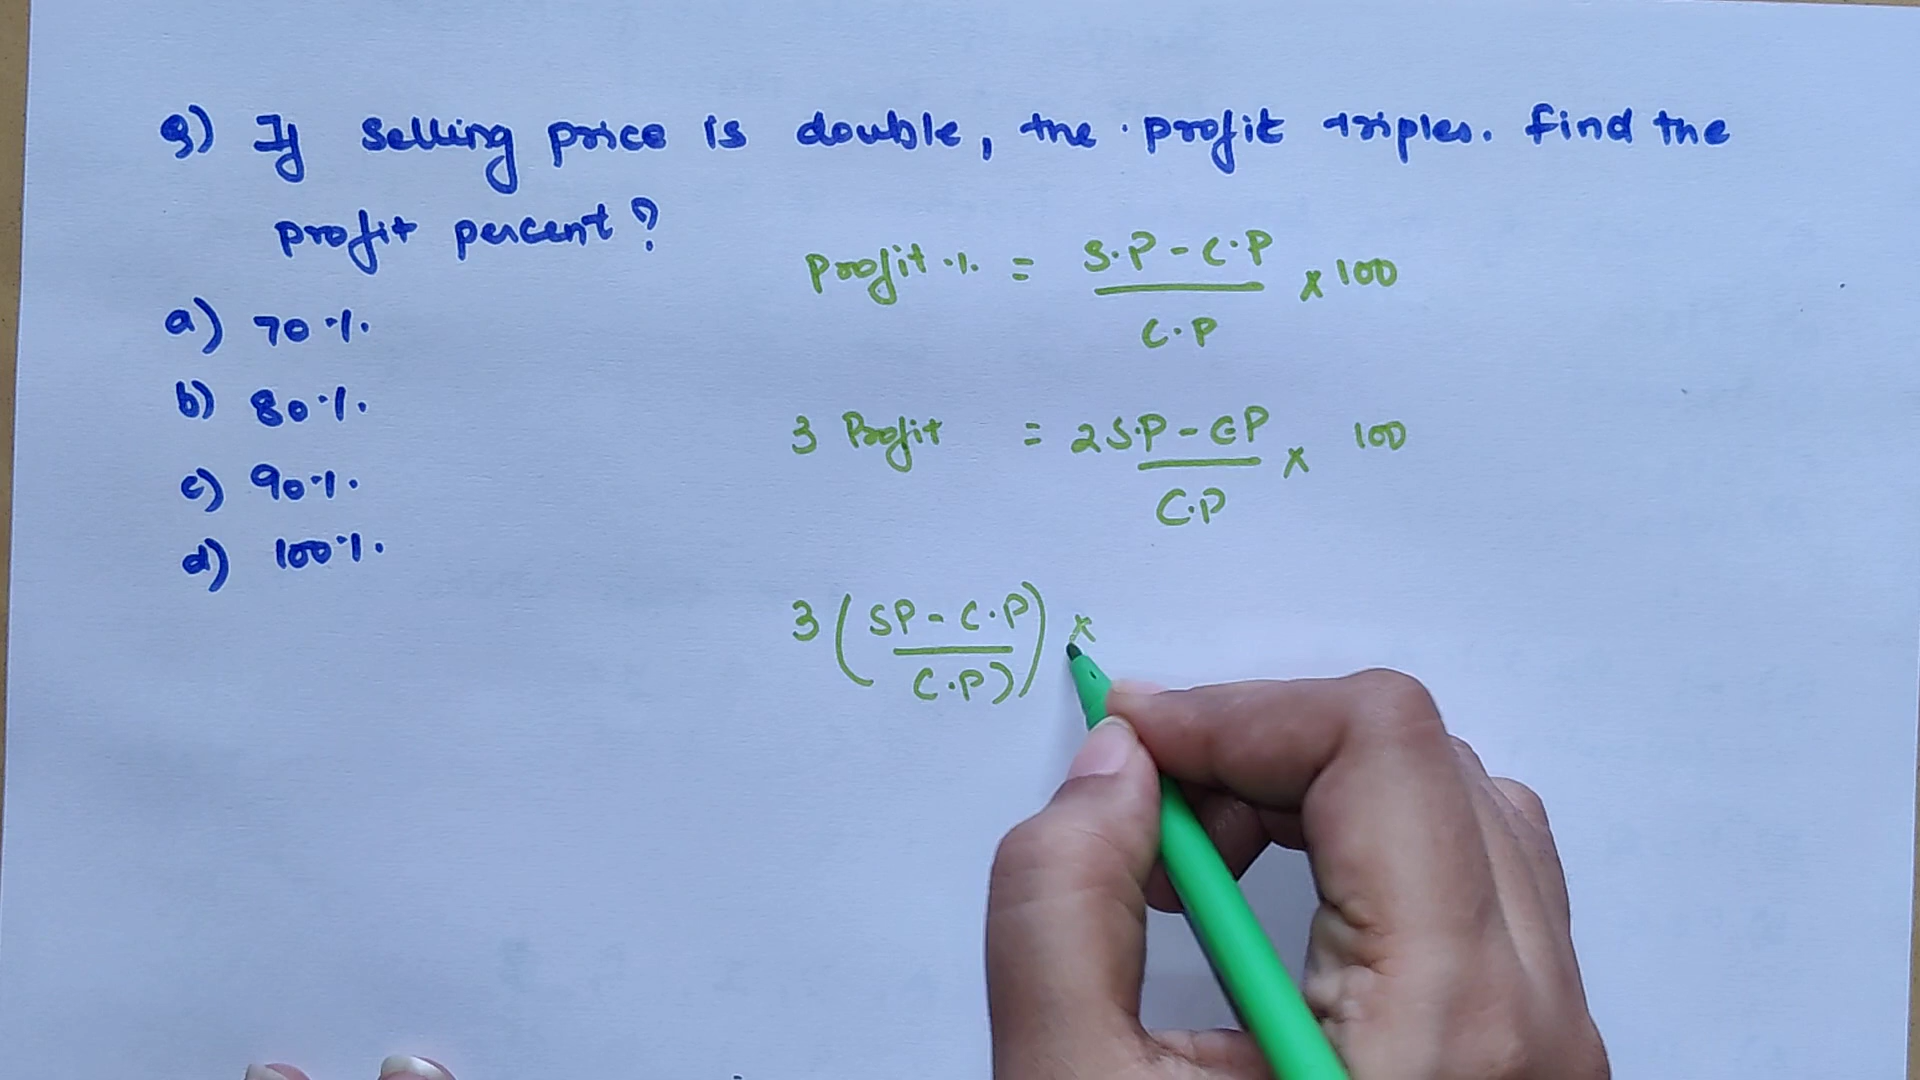 Q) If selling price is double, the profit triples. find the
profit percent?
a) 70%
b) 80%
c) 90%
d) 100%
Profit % = S.P - C.P / C.P × 100
3 Profit = 2S.P - CP / C.P × 100
3 (SP - C.P / C.P)) ×